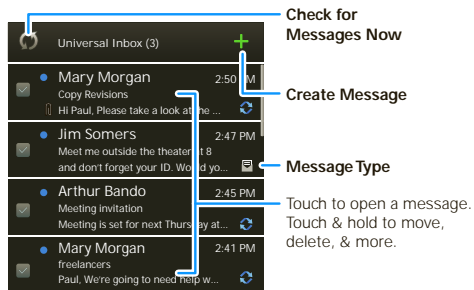 Check for
Messages Now
Universal Inbox (3)
Create Message
Mary Morgan 2:50 PM
Copy Revisions
Hi Paul, Please take a look at the ...
Jim Somers 2:47 PM
Meet me outside the theater at 8
and don't forget your ID. Would yo...
Message Type
Arthur Bando 2:45 PM
Meeting invitation
Meeting is set for next Thursday at...
Mary Morgan 2:41 PM
freelancers
Paul, We're going to need help w...
Touch to open a message.
Touch & hold to move,
delete, & more.